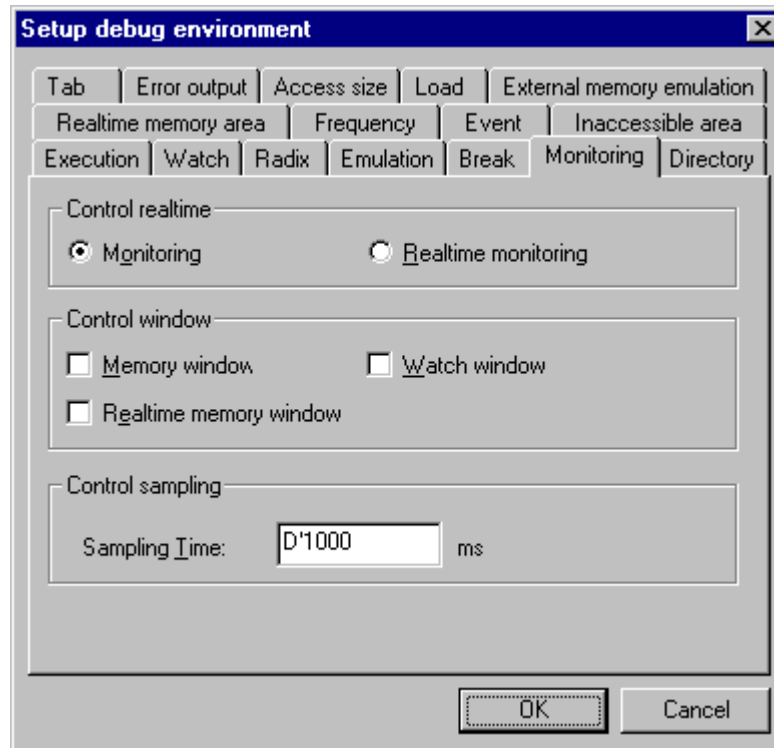 Setup debug environment
Tab Error output Access size Load External memory emulation
Realtime memory area Frequency Event Inaccessible area
Execution Watch Radix Emulation Break Monitoring Directory
Control realtime
Monitoring Realtime monitoring
Control window
Memory window Watch window
Realtime memory window
Control sampling
Sampling Time: D'1000 ms
OK Cancel